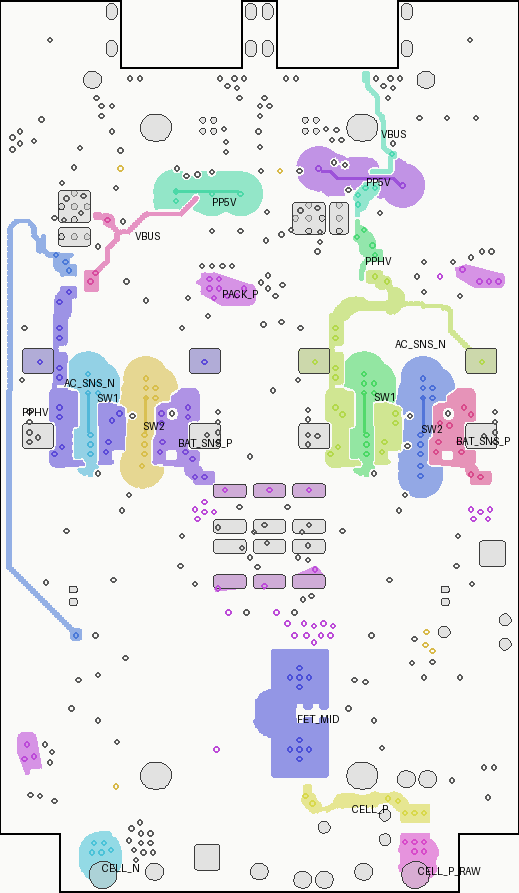 VBUS
PP5V
PP5V
VBUS
PPHV
PACK_P
AC_SNS_N
AC_SNS_N
SW1
SW1
PPHV
SW2
SW2
BAT_SNS_P
BAT_SNS_P
FET_MID
CELL_P
CELL_N
CELL_P_RAW